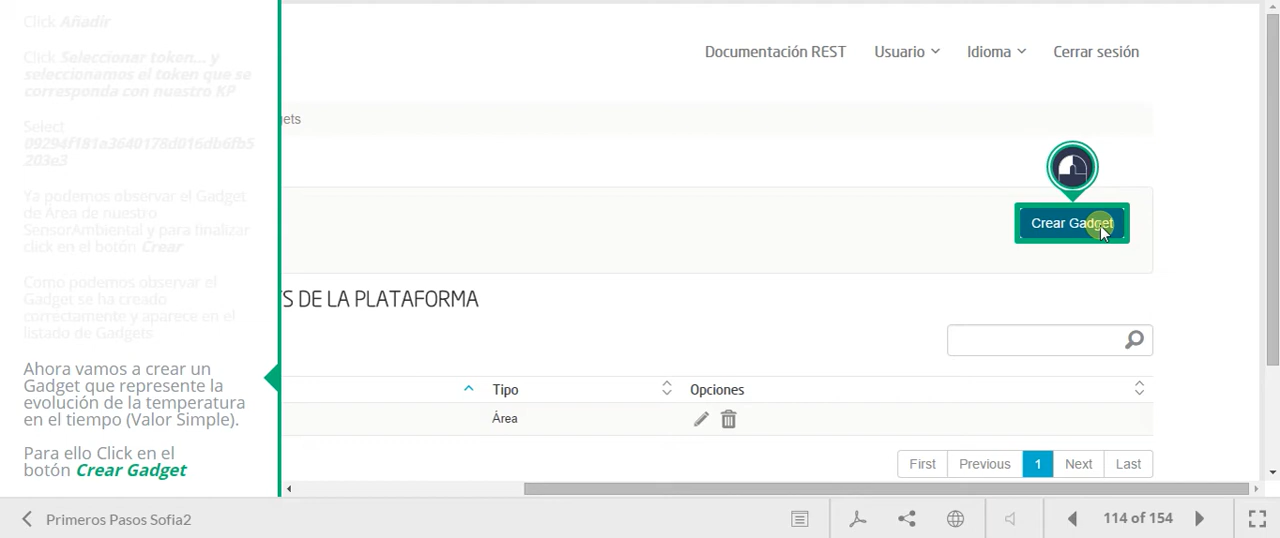 Click Añadir
Click Seleccionar token... y
seleccionamos el token que se
corresponda con nuestro KP
Select
09294f181a3640178d016db6fb5
203e3
Ya podemos observar el Gadget
de Área de nuestro
SensorAmbiental y para finalizar
click en el botón Crear
Como podemos observar el
Gadget se ha creado
correctamente y aparece en el
listado de Gadgets
Ahora vamos a crear un
Gadget que represente la
evolución de la temperatura
en el tiempo (Valor Simple).
Para ello Click en el
botón Crear Gadget
Documentación REST Usuario Idioma Cerrar sesión
gets
Crear Gadget
S DE LA PLATAFORMA
Tipo Opciones
Área
First Previous 1 Next Last
Primeros Pasos Sofia2
114 of 154